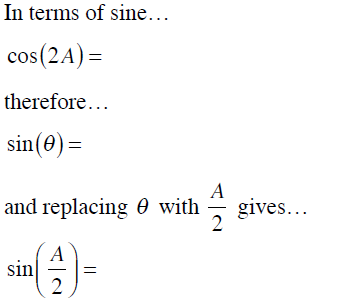 In terms of sine…
cos(2A) =
therefore…
sin(θ) =
and replacing θ with A/2 gives…
sin(A/2) =